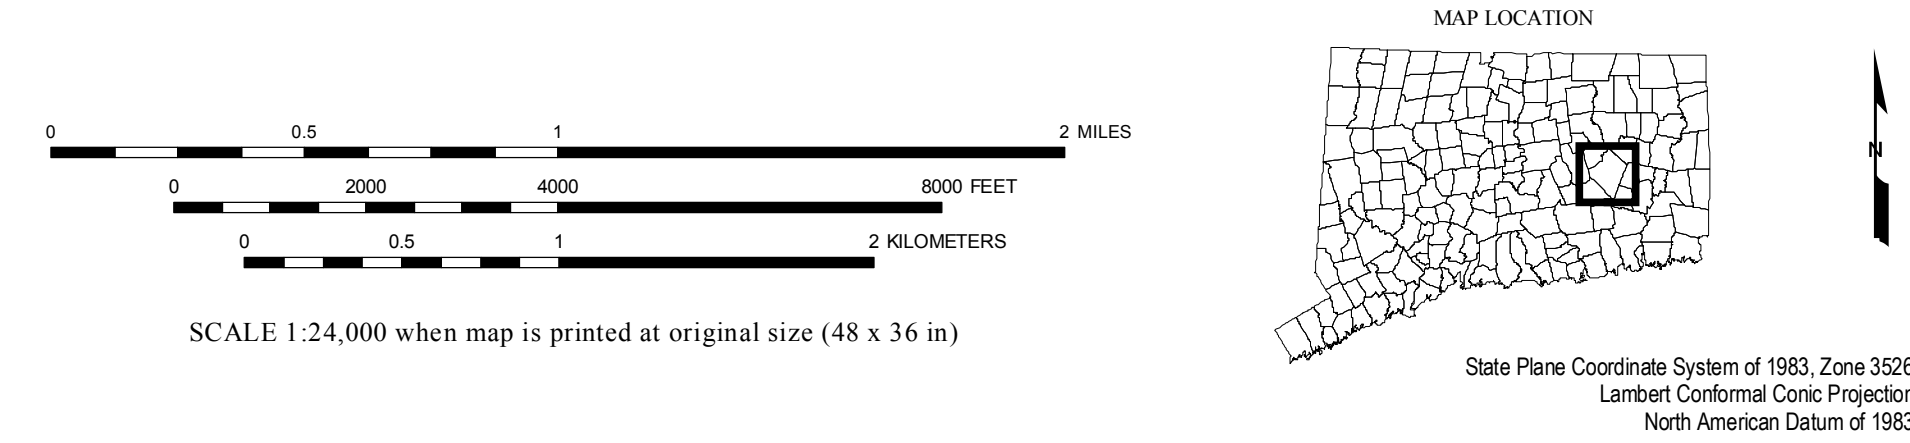 MAP LOCATION
0 0.5 1 2 MILES
0 2000 4000 8000 FEET
0 0.5 1 2 KILOMETERS
SCALE 1:24,000 when map is printed at original size (48 x 36 in)
N
State Plane Coordinate System of 1983, Zone 3526
Lambert Conformal Conic Projection
North American Datum of 1983